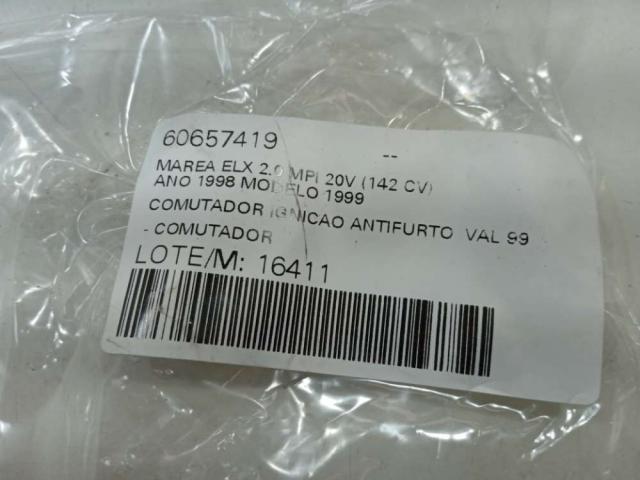 60657419 --
MAREA ELX 2.0 MPI 20V (142 CV)
ANO 1998 MODELO 1999
COMUTADOR IGNICAO ANTIFURTO VAL 99
- COMUTADOR
LOTE/M: 16411